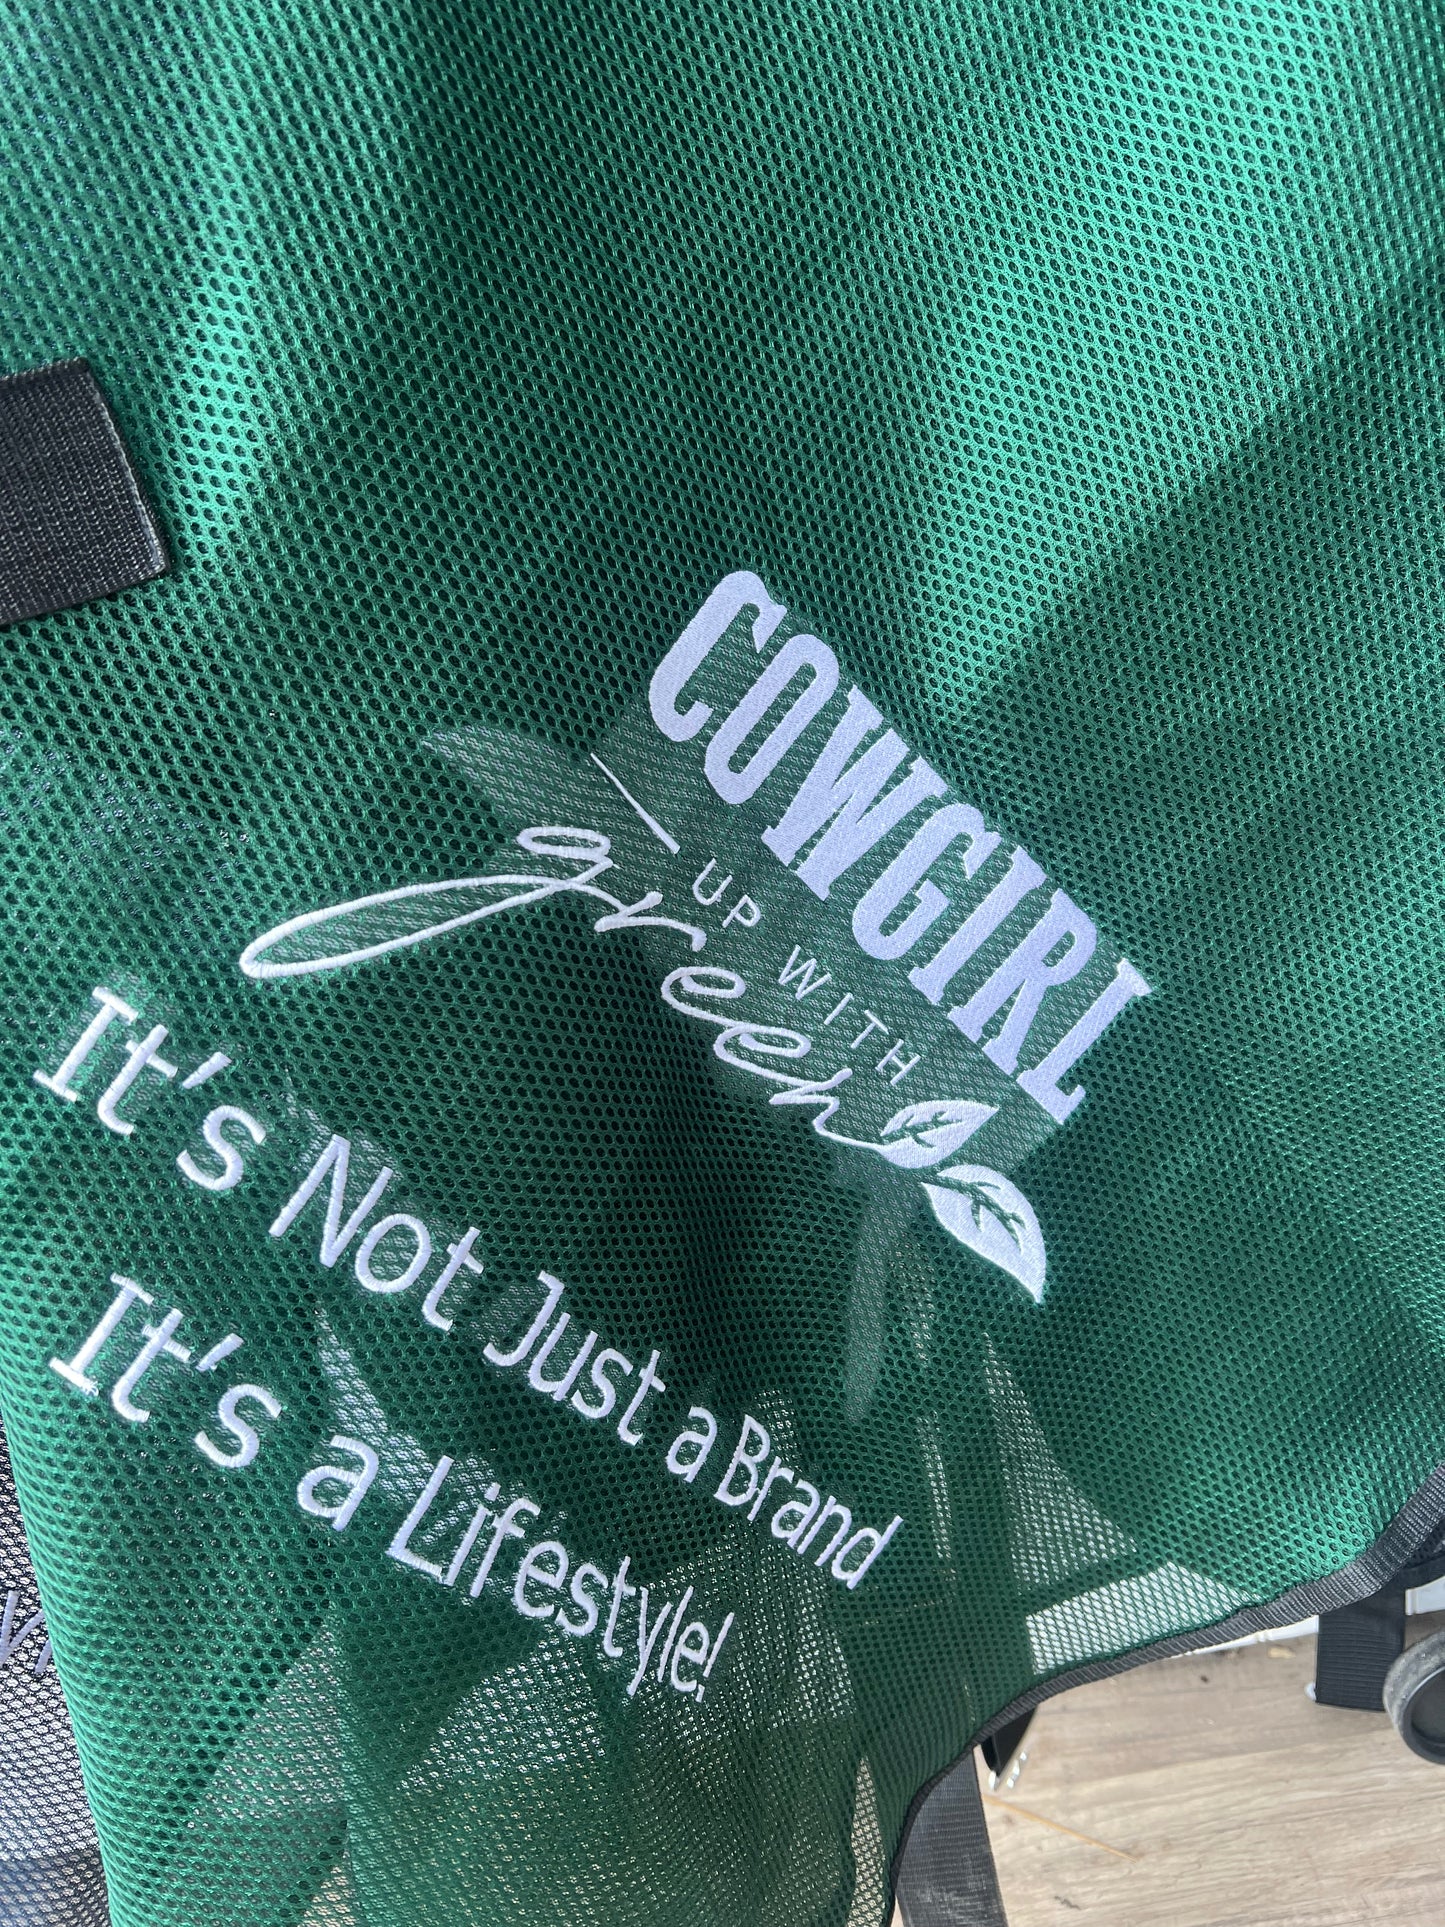 COWGIRL
UP WITH
green
It's Not Just a Brand
It's a Lifestyle!